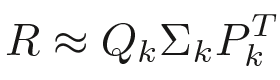 R ≈ Q_k Σ_k P_k^T